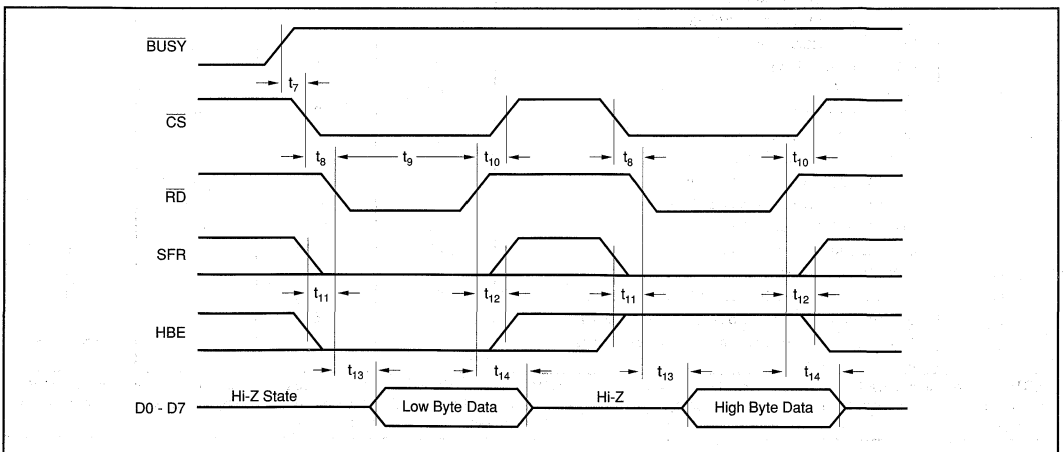 BUSY
t7
CS
t8 t9 t10 t8 t10
RD
SFR
t11 t12 t11 t12
HBE
t13 t14 t13 t14
Hi-Z State Hi-Z
D0 - D7 Low Byte Data High Byte Data